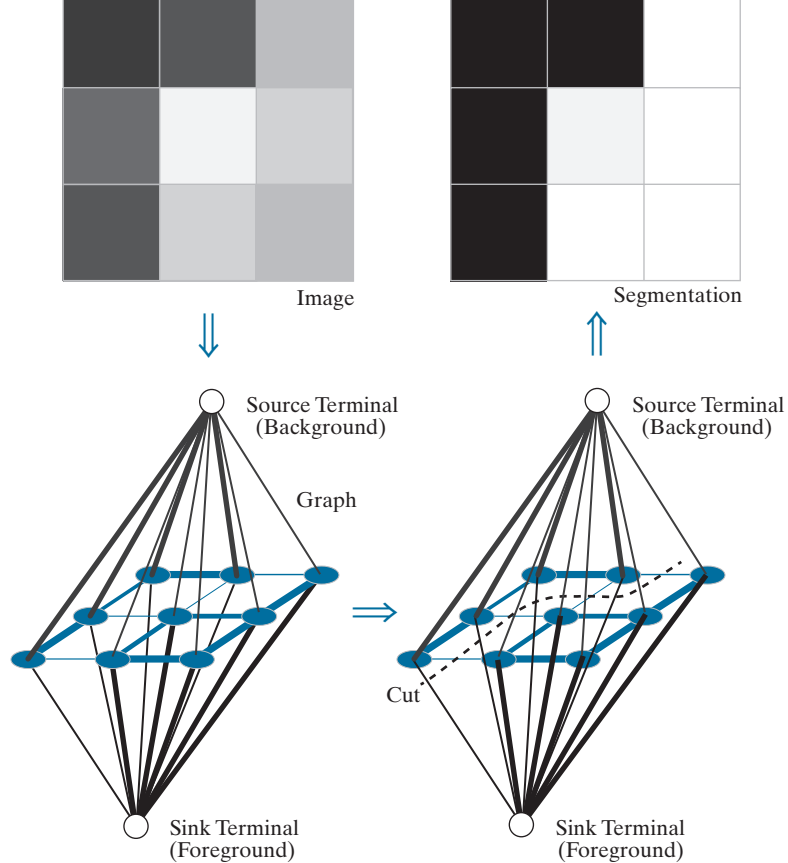 Image
Segmentation
Source Terminal
(Background)
Source Terminal
(Background)
Graph
Cut
Sink Terminal
(Foreground)
Sink Terminal
(Foreground)